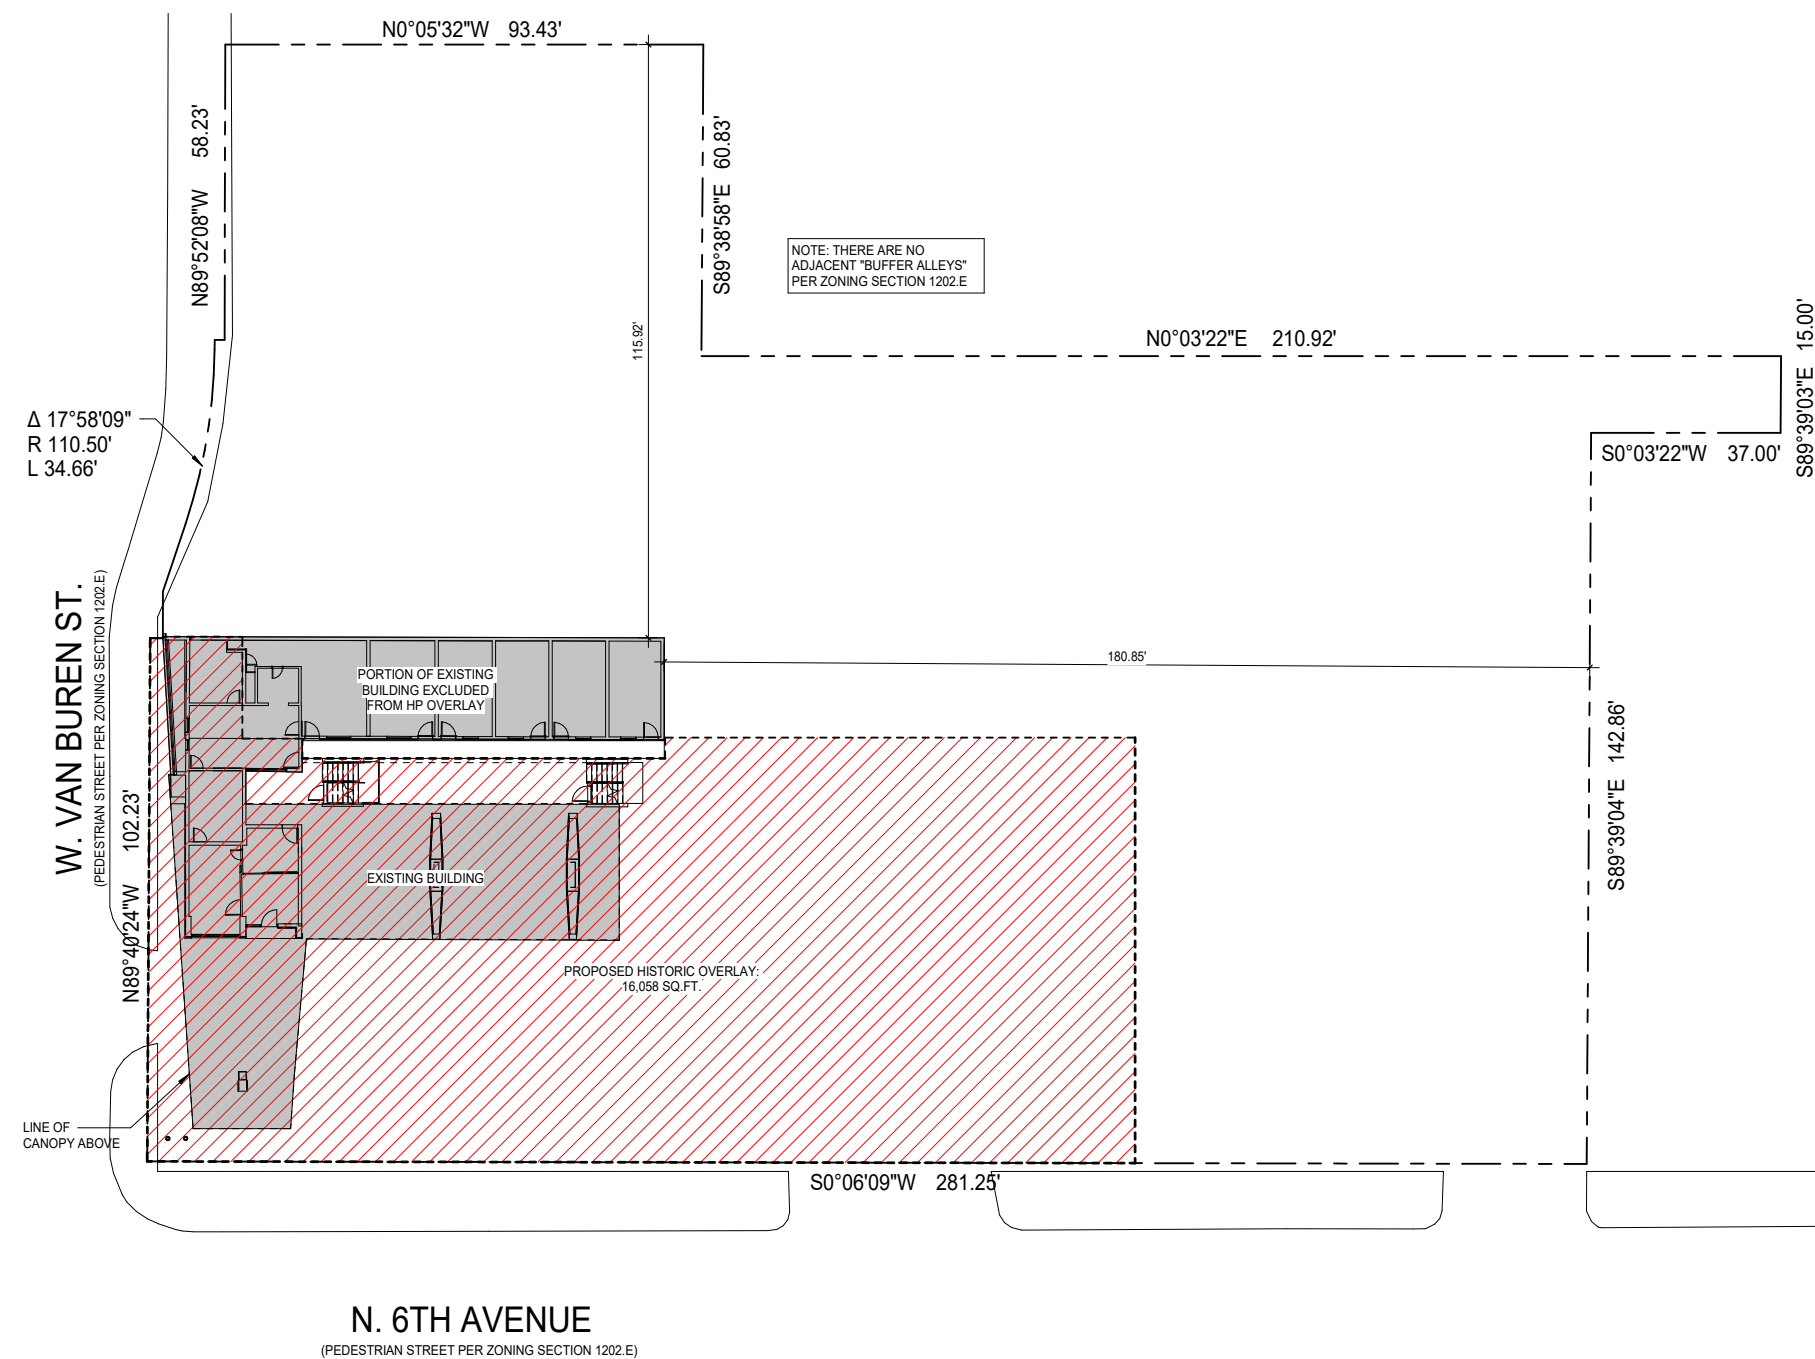 N0°05'32"W 93.43'
N89°52'08"W 58.23'
S89°38'58"E 60.83'
NOTE: THERE ARE NO
ADJACENT "BUFFER ALLEYS"
PER ZONING SECTION 1202.E
115.92'
N0°03'22"E 210.92'
S89°39'03"E 15.00'
S0°03'22"W 37.00'
Δ 17°58'09"
R 110.50'
L 34.66'
W. VAN BUREN ST.
(PEDESTRIAN STREET PER ZONING SECTION 1202.E)
N89°40'24"W 102.23'
PORTION OF EXISTING
BUILDING EXCLUDED
FROM HP OVERLAY
180.85'
S89°39'04"E 142.86'
EXISTING BUILDING
PROPOSED HISTORIC OVERLAY:
16,058 SQ.FT.
LINE OF
CANOPY ABOVE
S0°06'09"W 281.25'
N. 6TH AVENUE
(PEDESTRIAN STREET PER ZONING SECTION 1202.E)